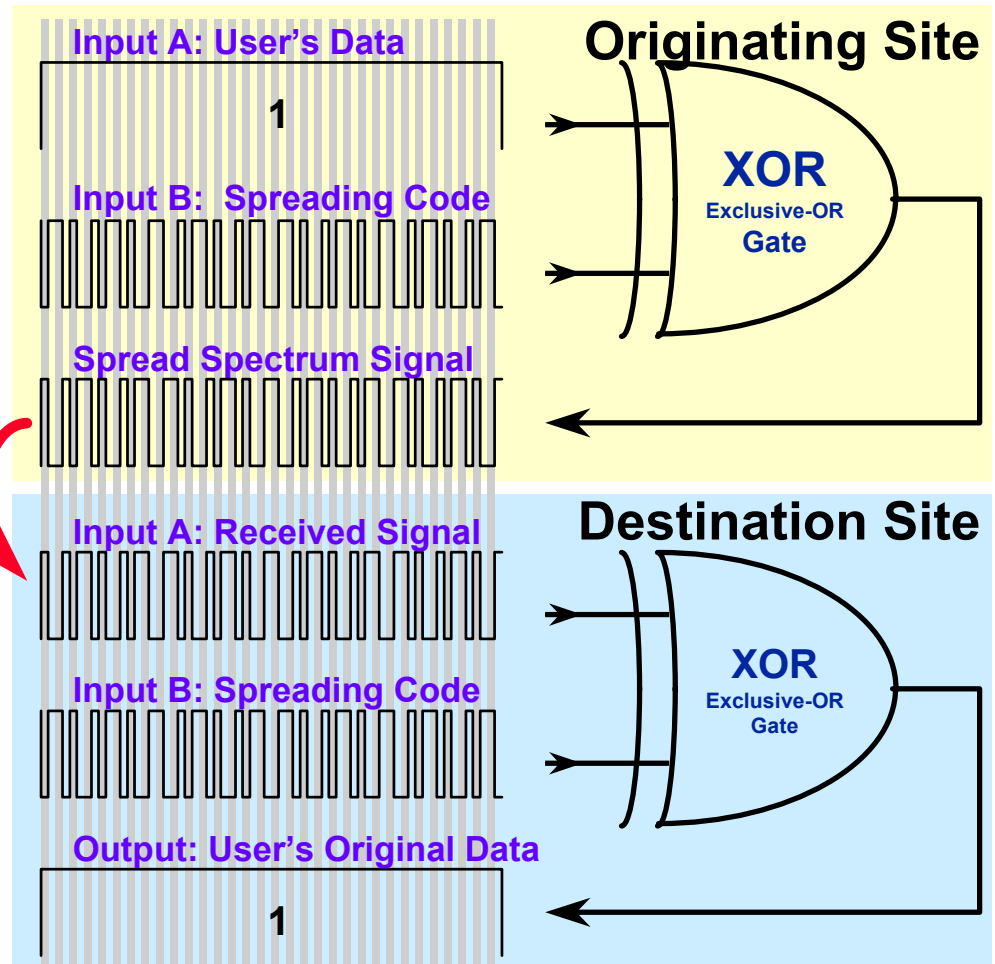 Originating Site
Input A: User's Data
1
Input B:  Spreading Code
Spread Spectrum Signal
XOR
Exclusive-OR
Gate
Destination Site
Input A: Received Signal
Input B: Spreading Code
Output: User's Original Data
1
XOR
Exclusive-OR
Gate